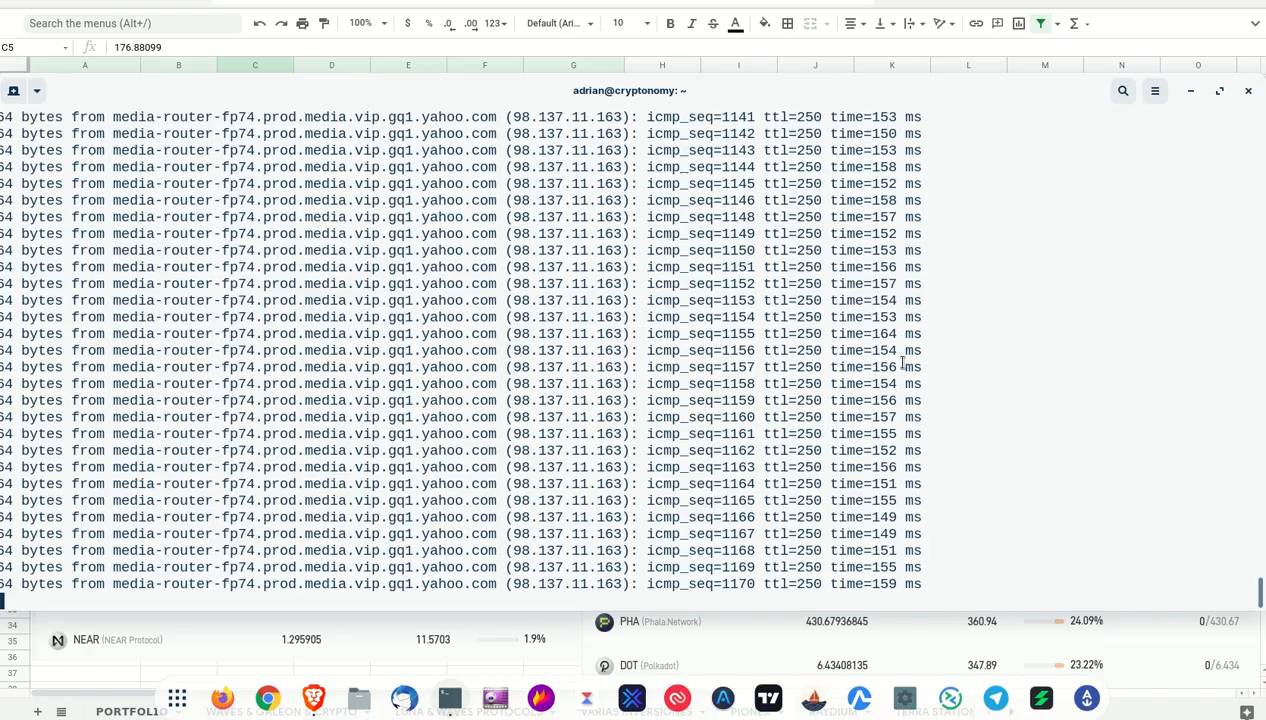 Search the menus (Alt+/) 100% $ % .0 .00 123 Default (Ari... 10 B I S A Σ
C5 fx 176.88099
A B C D E F G H I J K L M N O
adrian@cryptonomy: ~
64 bytes from media-router-fp74.prod.media.vip.gq1.yahoo.com (98.137.11.163): icmp_seq=1141 ttl=250 time=153 ms
64 bytes from media-router-fp74.prod.media.vip.gq1.yahoo.com (98.137.11.163): icmp_seq=1142 ttl=250 time=150 ms
64 bytes from media-router-fp74.prod.media.vip.gq1.yahoo.com (98.137.11.163): icmp_seq=1143 ttl=250 time=153 ms
64 bytes from media-router-fp74.prod.media.vip.gq1.yahoo.com (98.137.11.163): icmp_seq=1144 ttl=250 time=158 ms
64 bytes from media-router-fp74.prod.media.vip.gq1.yahoo.com (98.137.11.163): icmp_seq=1145 ttl=250 time=152 ms
64 bytes from media-router-fp74.prod.media.vip.gq1.yahoo.com (98.137.11.163): icmp_seq=1146 ttl=250 time=158 ms
64 bytes from media-router-fp74.prod.media.vip.gq1.yahoo.com (98.137.11.163): icmp_seq=1148 ttl=250 time=157 ms
64 bytes from media-router-fp74.prod.media.vip.gq1.yahoo.com (98.137.11.163): icmp_seq=1149 ttl=250 time=152 ms
64 bytes from media-router-fp74.prod.media.vip.gq1.yahoo.com (98.137.11.163): icmp_seq=1150 ttl=250 time=153 ms
64 bytes from media-router-fp74.prod.media.vip.gq1.yahoo.com (98.137.11.163): icmp_seq=1151 ttl=250 time=156 ms
64 bytes from media-router-fp74.prod.media.vip.gq1.yahoo.com (98.137.11.163): icmp_seq=1152 ttl=250 time=157 ms
64 bytes from media-router-fp74.prod.media.vip.gq1.yahoo.com (98.137.11.163): icmp_seq=1153 ttl=250 time=154 ms
64 bytes from media-router-fp74.prod.media.vip.gq1.yahoo.com (98.137.11.163): icmp_seq=1154 ttl=250 time=153 ms
64 bytes from media-router-fp74.prod.media.vip.gq1.yahoo.com (98.137.11.163): icmp_seq=1155 ttl=250 time=164 ms
64 bytes from media-router-fp74.prod.media.vip.gq1.yahoo.com (98.137.11.163): icmp_seq=1156 ttl=250 time=154 ms
64 bytes from media-router-fp74.prod.media.vip.gq1.yahoo.com (98.137.11.163): icmp_seq=1157 ttl=250 time=156 ms
64 bytes from media-router-fp74.prod.media.vip.gq1.yahoo.com (98.137.11.163): icmp_seq=1158 ttl=250 time=154 ms
64 bytes from media-router-fp74.prod.media.vip.gq1.yahoo.com (98.137.11.163): icmp_seq=1159 ttl=250 time=156 ms
64 bytes from media-router-fp74.prod.media.vip.gq1.yahoo.com (98.137.11.163): icmp_seq=1160 ttl=250 time=157 ms
64 bytes from media-router-fp74.prod.media.vip.gq1.yahoo.com (98.137.11.163): icmp_seq=1161 ttl=250 time=155 ms
64 bytes from media-router-fp74.prod.media.vip.gq1.yahoo.com (98.137.11.163): icmp_seq=1162 ttl=250 time=152 ms
64 bytes from media-router-fp74.prod.media.vip.gq1.yahoo.com (98.137.11.163): icmp_seq=1163 ttl=250 time=156 ms
64 bytes from media-router-fp74.prod.media.vip.gq1.yahoo.com (98.137.11.163): icmp_seq=1164 ttl=250 time=151 ms
64 bytes from media-router-fp74.prod.media.vip.gq1.yahoo.com (98.137.11.163): icmp_seq=1165 ttl=250 time=155 ms
64 bytes from media-router-fp74.prod.media.vip.gq1.yahoo.com (98.137.11.163): icmp_seq=1166 ttl=250 time=149 ms
64 bytes from media-router-fp74.prod.media.vip.gq1.yahoo.com (98.137.11.163): icmp_seq=1167 ttl=250 time=149 ms
64 bytes from media-router-fp74.prod.media.vip.gq1.yahoo.com (98.137.11.163): icmp_seq=1168 ttl=250 time=151 ms
64 bytes from media-router-fp74.prod.media.vip.gq1.yahoo.com (98.137.11.163): icmp_seq=1169 ttl=250 time=155 ms
64 bytes from media-router-fp74.prod.media.vip.gq1.yahoo.com (98.137.11.163): icmp_seq=1170 ttl=250 time=159 ms
34 PHA (Phala.Network) 430.67936845 360.94 24.09% 0/430.67
35 NEAR (NEAR Protocol) 1.295905 11.5703 1.9%
36
37 DOT (Polkadot) 6.43408135 347.89 23.22% 0/6.434
PORTFOLIO WAVES & GALEON & CRYPTO LUNA & WAVES PROTOCOLS VARIAS INVERSIONES PIONEX RAYDIUM TERRA STATION